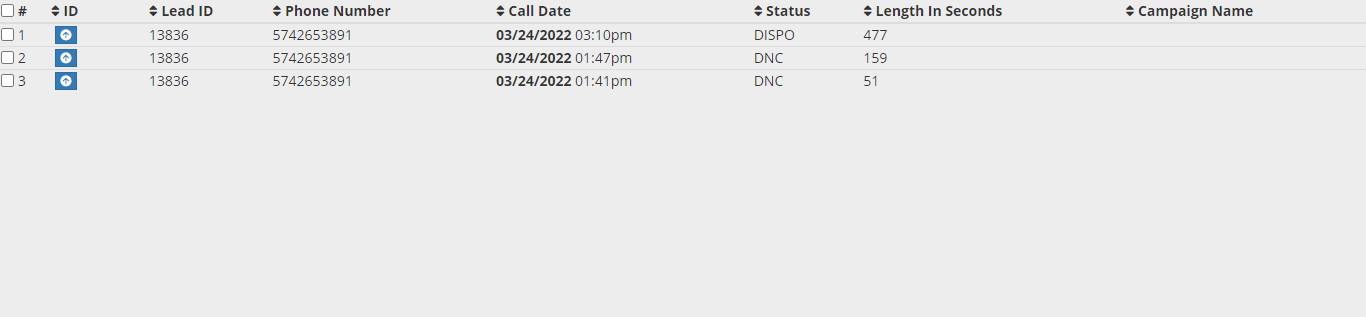 # ID Lead ID Phone Number Call Date Status Length In Seconds Campaign Name
1 13836 5742653891 03/24/2022 03:10pm DISPO 477
2 13836 5742653891 03/24/2022 01:47pm DNC 159
3 13836 5742653891 03/24/2022 01:41pm DNC 51